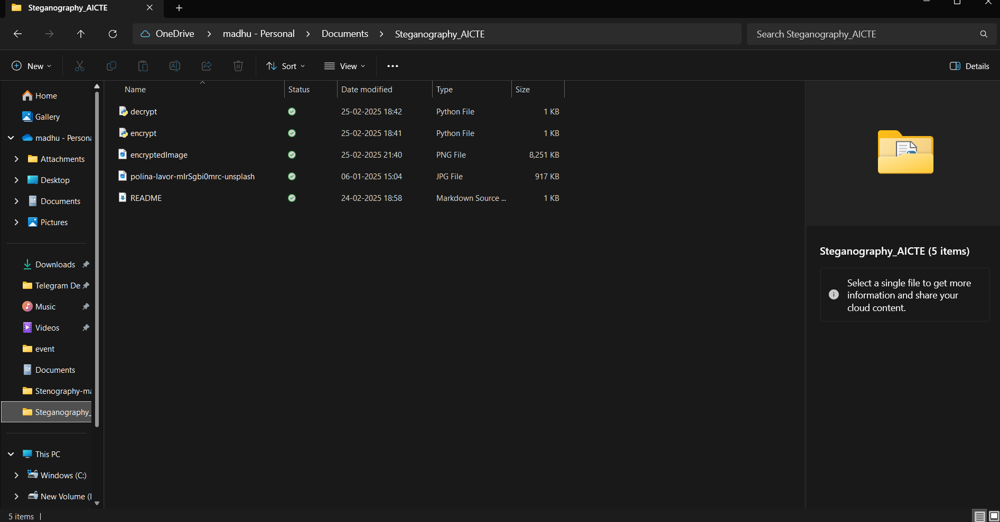 Steganography_AICTE
OneDrive > madhu - Personal > Documents > Steganography_AICTE
Search Steganography_AICTE
New
Sort
View
Details
Home
Gallery
madhu - Persona
Attachments
Desktop
Documents
Pictures
Downloads
Telegram De
Music
Videos
event
Documents
Stenography-ma
Steganography_
This PC
Windows (C:)
New Volume (
Name Status Date modified Type Size
decrypt 25-02-2025 18:42 Python File 1 KB
encrypt 25-02-2025 18:41 Python File 1 KB
encryptedImage 25-02-2025 21:40 PNG File 8,251 KB
polina-lavor-mIrSgbi0mrc-unsplash 06-01-2025 15:04 JPG File 917 KB
README 24-02-2025 18:58 Markdown Source ... 1 KB
Steganography_AICTE (5 items)
Select a single file to get more
information and share your
cloud content.
5 items